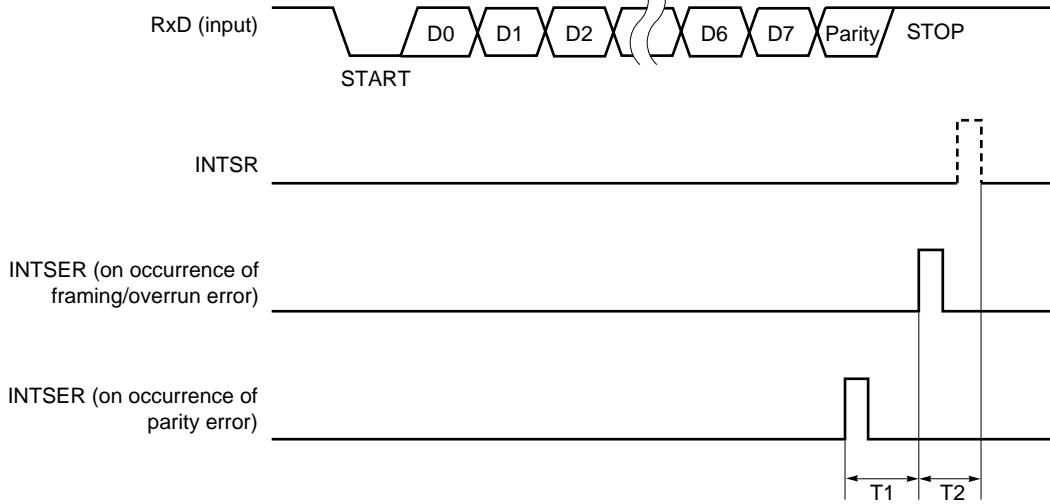 RxD (input)
D0 D1 D2 D6 D7 Parity STOP
START
INTSR
INTSER (on occurrence of
framing/overrun error)
INTSER (on occurrence of
parity error)
T1 T2